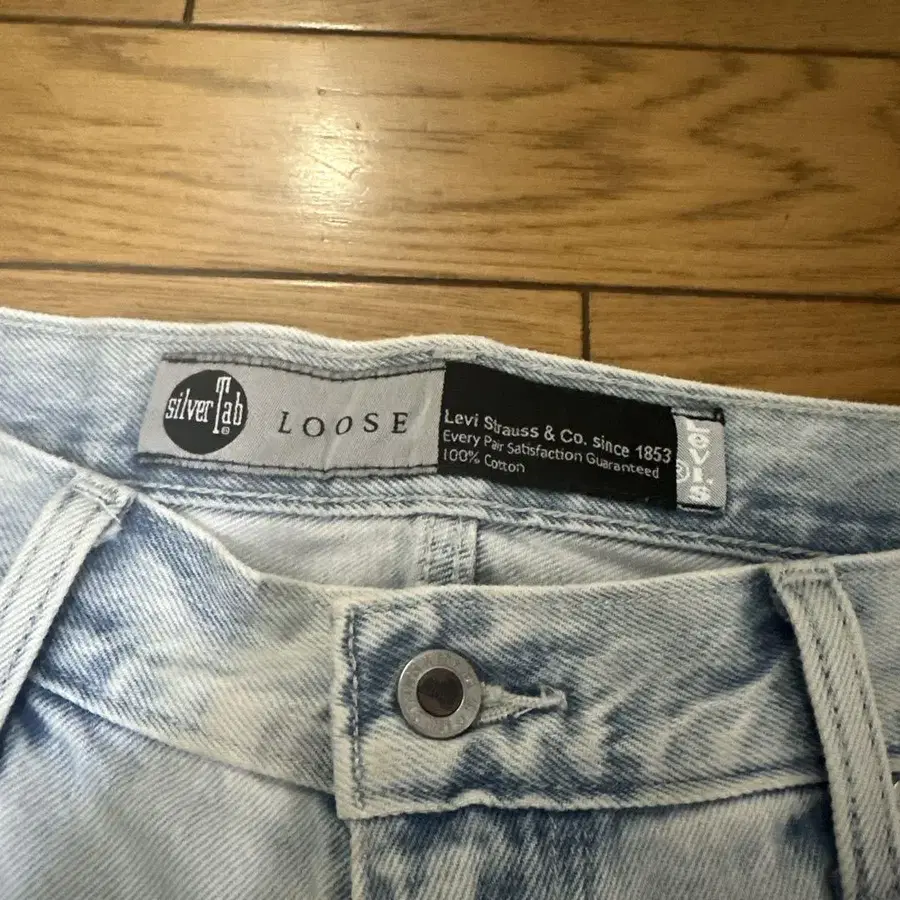 silverTab
®
LOOSE
Levi Strauss & Co. since 1853
Every Pair Satisfaction Guaranteed
100% Cotton
Levi's
®